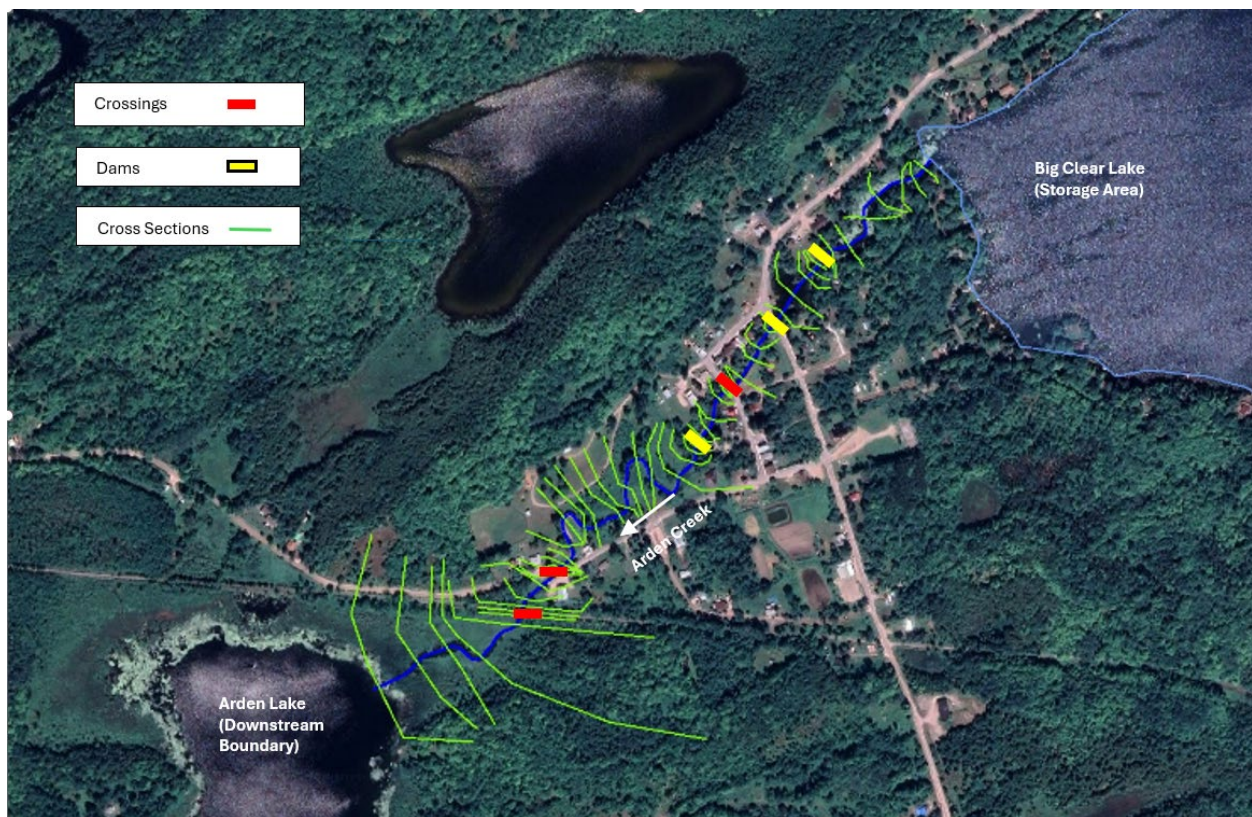 Crossings
Dams
Cross Sections
Big Clear Lake
(Storage Area)
Arden Creek
Arden Lake
(Downstream
Boundary)